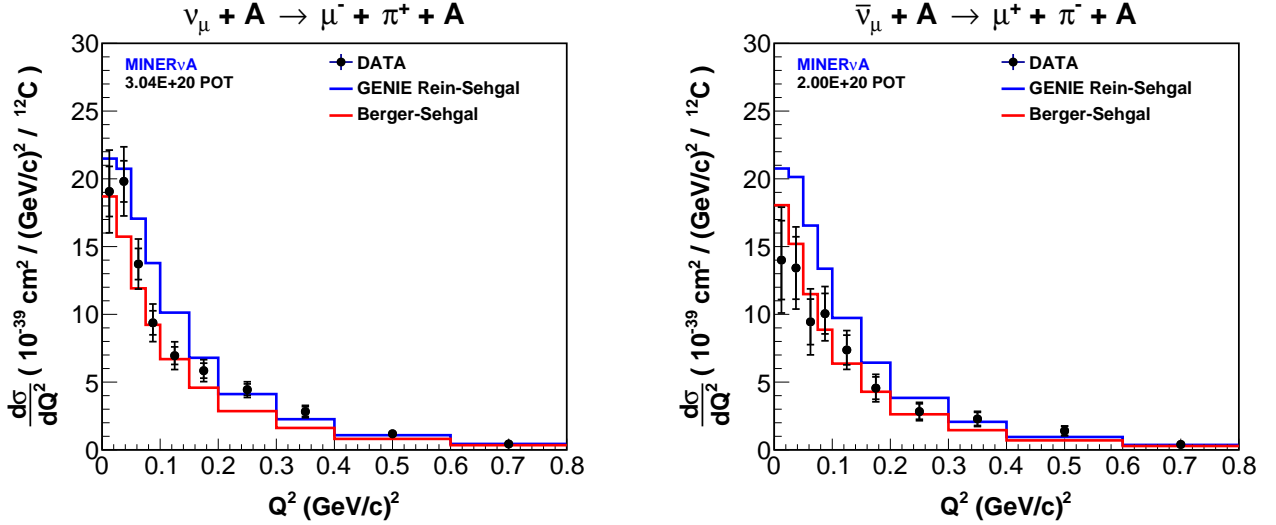 νμ + A → μ- + π+ + A
30
25
20
15
10
5
0
dσ/dQ² ( 10⁻³⁹ cm² / (GeV/c)² / ¹²C )
MINERνA
3.04E+20 POT
DATA
GENIE Rein-Sehgal
Berger-Sehgal
0 0.1 0.2 0.3 0.4 0.5 0.6 0.7 0.8
Q² (GeV/c)²
ν̄μ + A → μ+ + π- + A
30
25
20
15
10
5
0
dσ/dQ² ( 10⁻³⁹ cm² / (GeV/c)² / ¹²C )
MINERνA
2.00E+20 POT
DATA
GENIE Rein-Sehgal
Berger-Sehgal
0 0.1 0.2 0.3 0.4 0.5 0.6 0.7 0.8
Q² (GeV/c)²